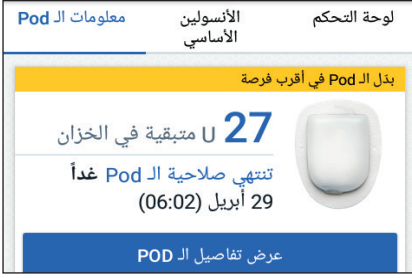 لوحة التحكم
الأنسولين
الأساسي
معلومات الـ Pod
بدَل الـ Pod في أقرب فرصة
27 U متبقية في الخزان
تنتهي صلاحية الـ Pod غداً
29 أبريل (06:02)
عرض تفاصيل الـ POD